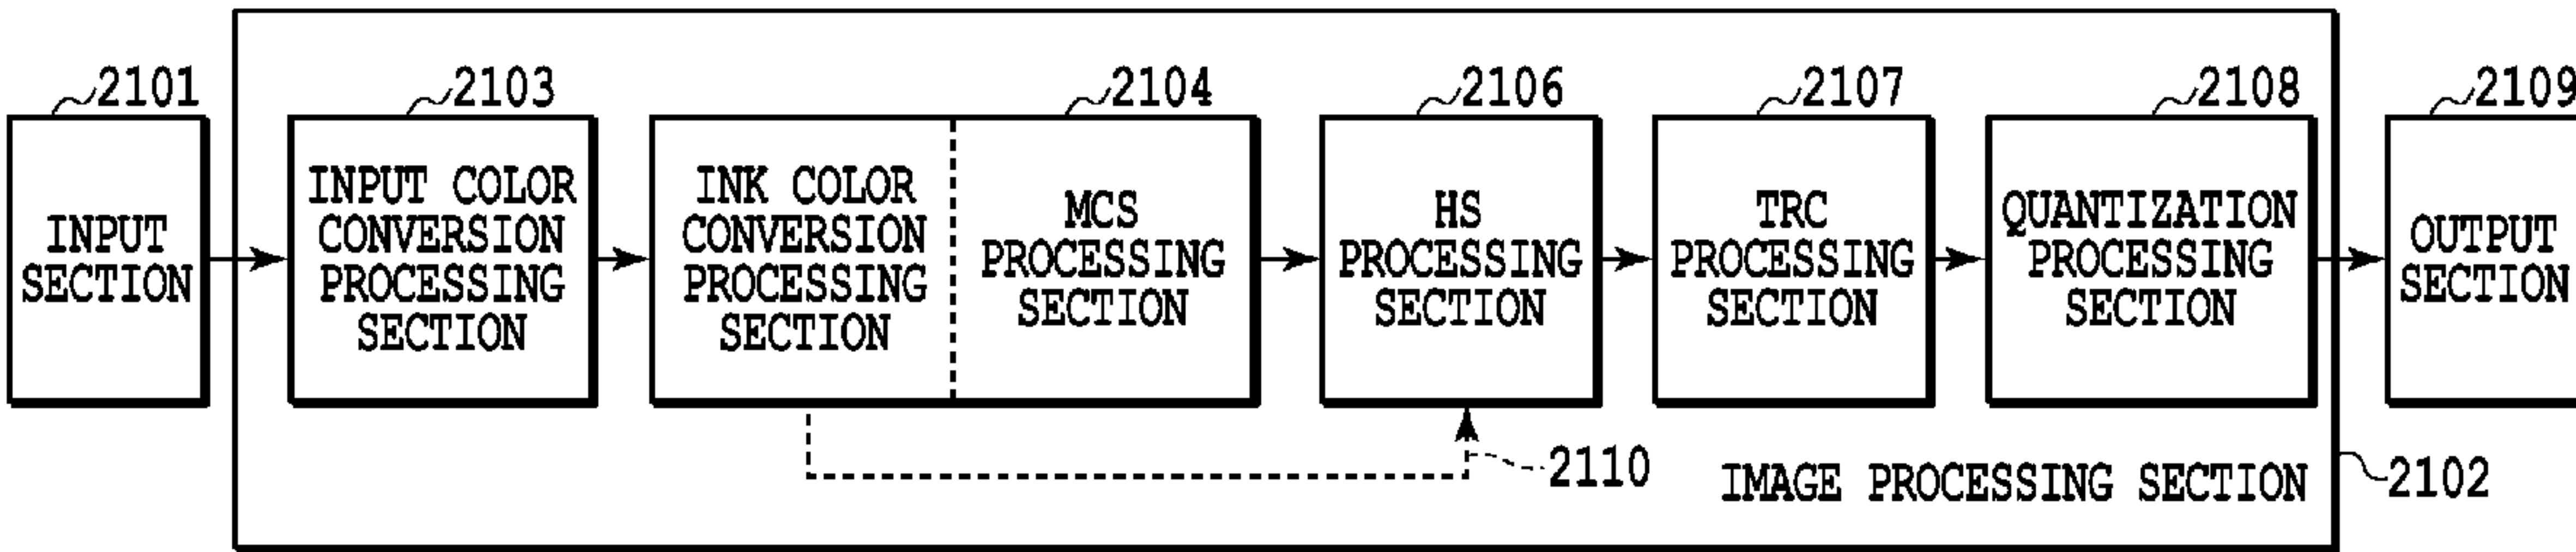 2101
2103
2104
2106
2107
2108
2109
INPUT
SECTION
INPUT COLOR
CONVERSION
PROCESSING
SECTION
INK COLOR
CONVERSION
PROCESSING
SECTION
MCS
PROCESSING
SECTION
HS
PROCESSING
SECTION
TRC
PROCESSING
SECTION
QUANTIZATION
PROCESSING
SECTION
OUTPUT
SECTION
2110
IMAGE PROCESSING SECTION
2102